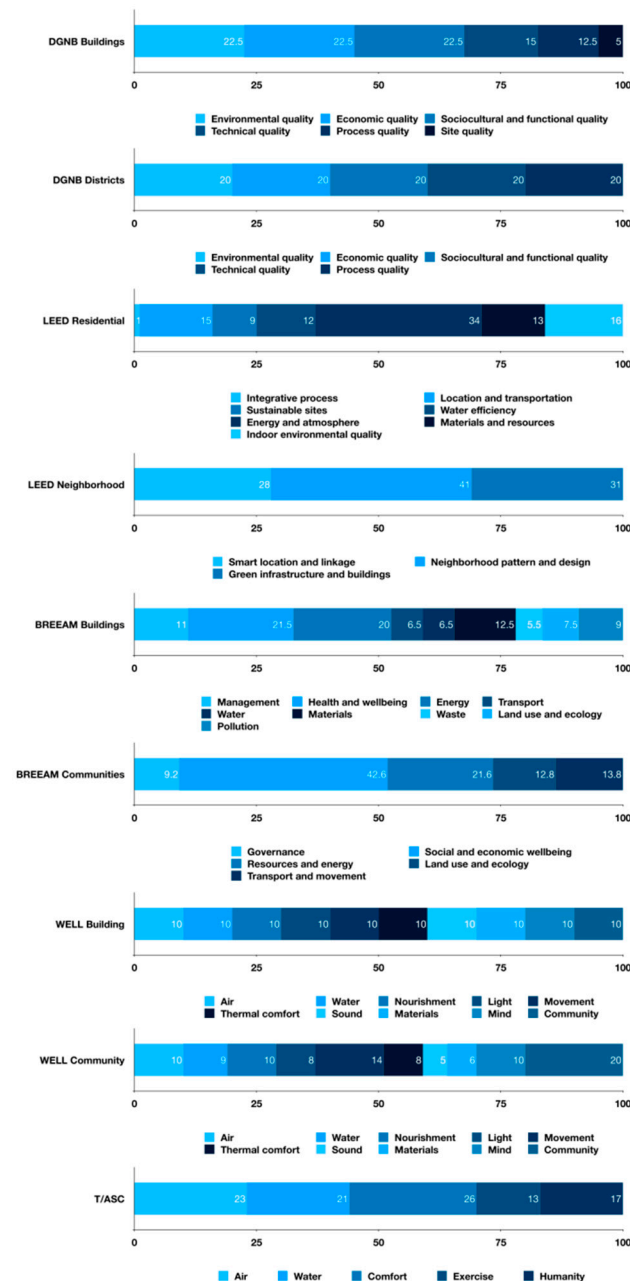 DGNB Buildings 22.5 22.5 22.5 15 12.5 5
0 25 50 75 100
Environmental quality Economic quality Sociocultural and functional quality
Technical quality Process quality Site quality
DGNB Districts 20 20 20 20 20
0 25 50 75 100
Environmental quality Economic quality Sociocultural and functional quality
Technical quality Process quality
LEED Residential 1 15 9 12 34 13 16
0 25 50 75 100
Integrative process Location and transportation
Sustainable sites Water efficiency
Energy and atmosphere Materials and resources
Indoor environmental quality
LEED Neighborhood 28 41 31
0 25 50 75 100
Smart location and linkage Neighborhood pattern and design
Green infrastructure and buildings
BREEAM Buildings 11 21.5 20 6.5 6.5 12.5 5.5 7.5 9
0 25 50 75 100
Management Health and wellbeing Energy Transport
Water Materials Waste Land use and ecology
Pollution
BREEAM Communities 9.2 42.6 21.6 12.8 13.8
0 25 50 75 100
Governance Social and economic wellbeing
Resources and energy Land use and ecology
Transport and movement
WELL Building 10 10 10 10 10 10 10 10 10 10
0 25 50 75 100
Air Water Nourishment Light Movement
Thermal comfort Sound Materials Mind Community
WELL Community 10 9 10 8 14 8 5 6 10 20
0 25 50 75 100
Air Water Nourishment Light Movement
Thermal comfort Sound Materials Mind Community
T/ASC 23 21 26 13 17
0 25 50 75 100
Air Water Comfort Exercise Humanity